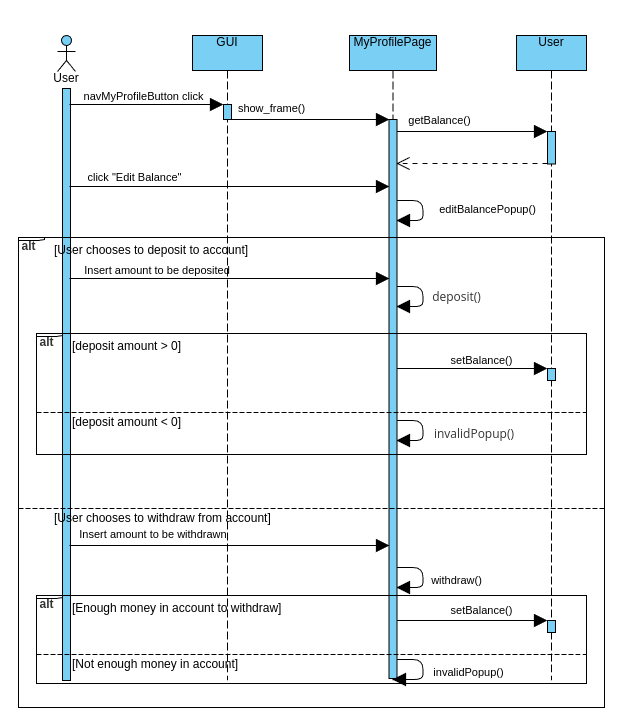 GUI
MyProfilePage
User
User
navMyProfileButton click
show_frame()
getBalance()
click "Edit Balance"
editBalancePopup()
alt
[User chooses to deposit to account]
Insert amount to be deposited
deposit()
alt
[deposit amount > 0]
setBalance()
[deposit amount < 0]
invalidPopup()
[User chooses to withdraw from account]
Insert amount to be withdrawn
withdraw()
alt
[Enough money in account to withdraw]
setBalance()
[Not enough money in account]
invalidPopup()